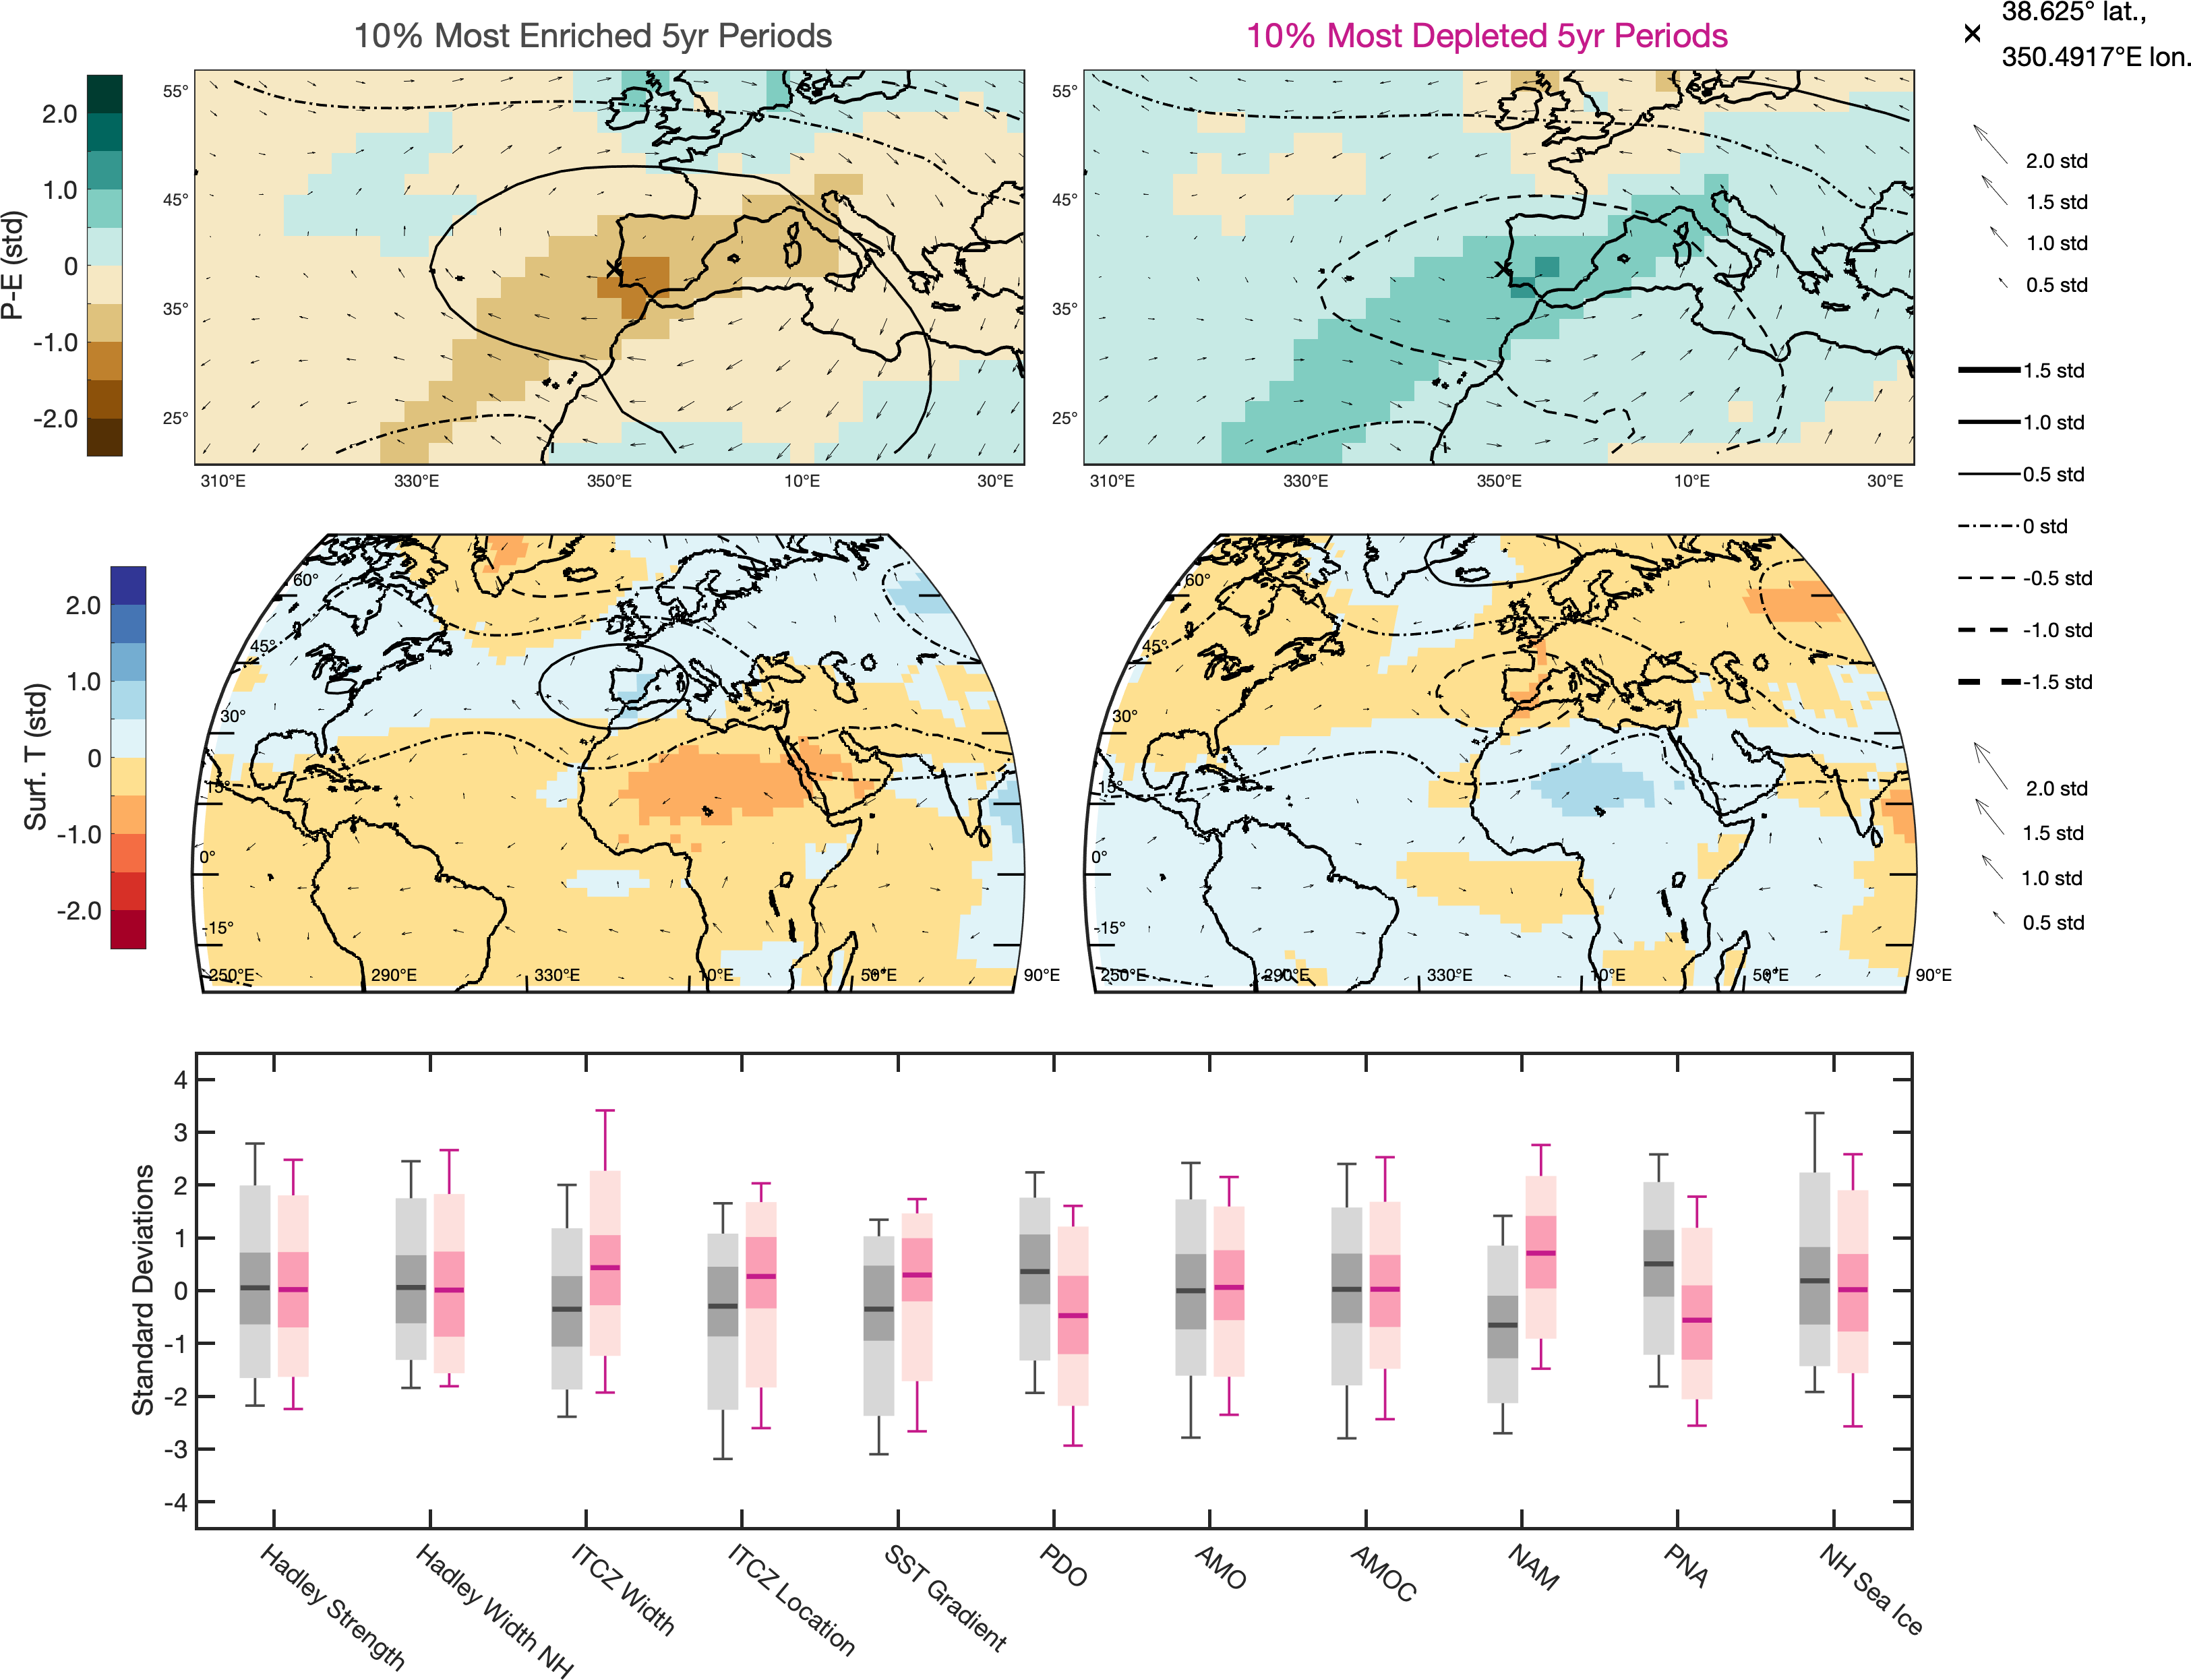 10% Most Enriched 5yr Periods
10% Most Depleted 5yr Periods
38.625° lat.,
350.4917°E lon.
P-E (std)
2.0
1.0
0
-1.0
-2.0
55°
45°
35°
25°
310°E
330°E
350°E
10°E
30°E
55°
45°
35°
25°
310°E
330°E
350°E
10°E
30°E
2.0 std
1.5 std
1.0 std
0.5 std
1.5 std
1.0 std
0.5 std
0 std
-0.5 std
-1.0 std
-1.5 std
Surf. T (std)
2.0
1.0
0
-1.0
-2.0
60°
45°
30°
15°
0°
-15°
250°E
290°E
330°E
10°E
50°E
90°E
60°
45°
30°
15°
0°
-15°
250°E
290°E
330°E
10°E
50°E
90°E
2.0 std
1.5 std
1.0 std
0.5 std
Standard Deviations
4
3
2
1
0
-1
-2
-3
-4
Hadley Strength
Hadley Width NH
ITCZ Width
ITCZ Location
SST Gradient
PDO
AMO
AMOC
NAM
PNA
NH Sea Ice